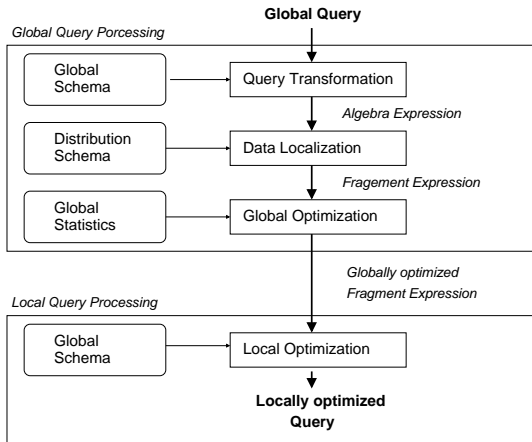 Global Query
Global Query Porcessing
Global
Schema
Query Transformation
Algebra Expression
Distribution
Schema
Data Localization
Fragement Expression
Global
Statistics
Global Optimization
Globally optimized
Fragment Expression
Local Query Processing
Global
Schema
Local Optimization
Locally optimized
Query